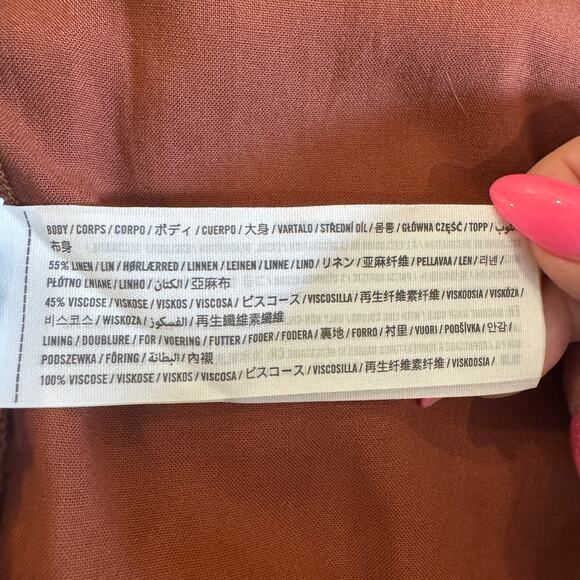 BODY / CORPS / CORPO / ボディ / CUERPO / 大身 / VARTALO / STŘEDNÍ DÍL / 몸통 / GŁÓWNA CZĘŚĆ / TOPP /
布身
55% LINEN / LIN / HØRLÆRRED / LINNEN / LEINEN / LINNE / LINO / リネン / 亚麻纤维 / PELLAVAA / LEN / 리넨 /
PŁÓTNO LNIANE / LINHO / الكتان / 亞麻布
45% VISCOSE / VISKOSE / VISKOS / VISCOSA / ビスコース / VISCOSILLA / 再生纤维素纤维 / VISKOOSIA / VISKÓZA
/ 비스코스 / WISKOZA / الفسكوز / 再生纖維素纖維
LINING / DOUBLURE / FOR / VOERING / FUTTER / FODER / FODERA / 裏地 / FORRO / 衬里 / VUORI / PODŠÍVKA / 안감 /
PODSZEWKA / FÔRING / البطانة / 內襯
100% VISCOSE / VISKOSE / VISKOS / VISCOSA / ビスコース / VISCOSILLA / 再生纤维素纤维 / VISKOOSIA /